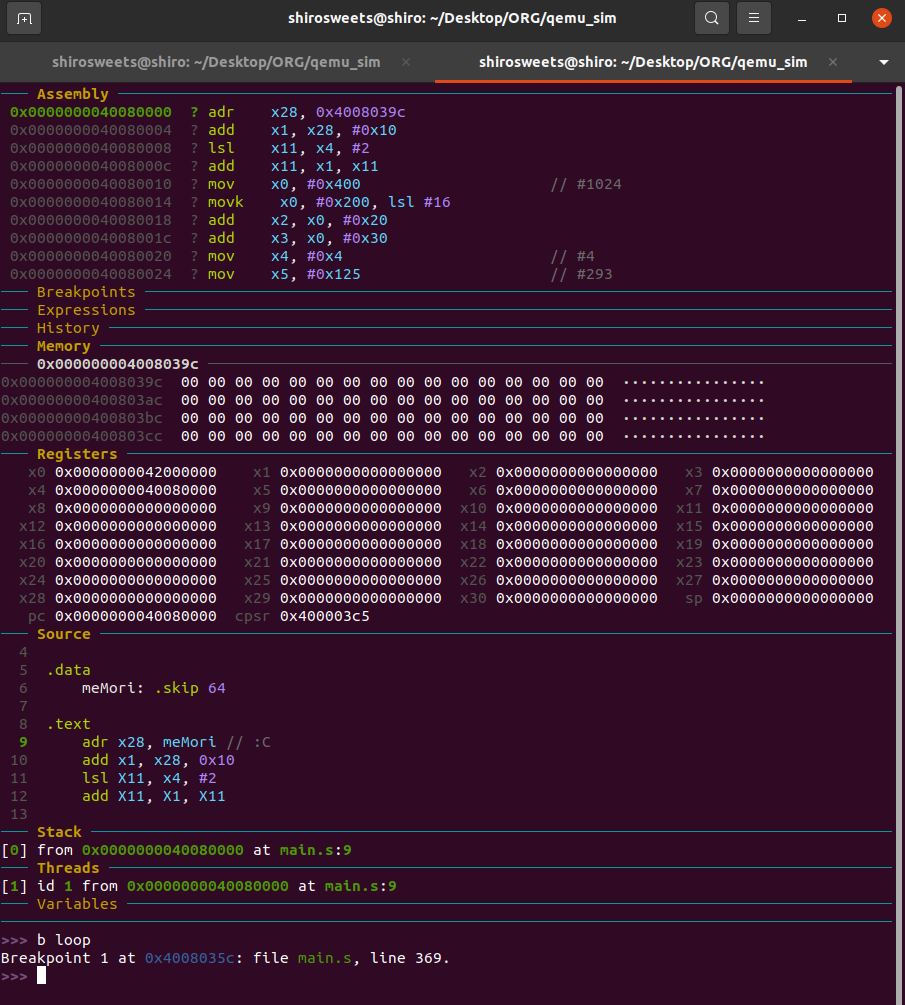 shirosweets@shiro: ~/Desktop/ORG/qemu_sim
shirosweets@shiro: ~/Desktop/ORG/qemu_sim × shirosweets@shiro: ~/Desktop/ORG/qemu_sim ×
Assembly
0x0000000040080000 ? adr x28, 0x4008039c
0x0000000040080004 ? add x1, x28, #0x10
0x0000000040080008 ? lsl x11, x4, #2
0x000000004008000c ? add x11, x1, x11
0x0000000040080010 ? mov x0, #0x400 // #1024
0x0000000040080014 ? movk x0, #0x200, lsl #16
0x0000000040080018 ? add x2, x0, #0x20
0x000000004008001c ? add x3, x0, #0x30
0x0000000040080020 ? mov x4, #0x4 // #4
0x0000000040080024 ? mov x5, #0x125 // #293
Breakpoints
Expressions
History
Memory
0x000000004008039c
0x000000004008039c 00 00 00 00 00 00 00 00 00 00 00 00 00 00 00 00 ················
0x00000000400803ac 00 00 00 00 00 00 00 00 00 00 00 00 00 00 00 00 ················
0x00000000400803bc 00 00 00 00 00 00 00 00 00 00 00 00 00 00 00 00 ················
0x00000000400803cc 00 00 00 00 00 00 00 00 00 00 00 00 00 00 00 00 ················
Registers
x0 0x0000000042000000 x1 0x0000000000000000 x2 0x0000000000000000 x3 0x0000000000000000
x4 0x0000000040080000 x5 0x0000000000000000 x6 0x0000000000000000 x7 0x0000000000000000
x8 0x0000000000000000 x9 0x0000000000000000 x10 0x0000000000000000 x11 0x0000000000000000
x12 0x0000000000000000 x13 0x0000000000000000 x14 0x0000000000000000 x15 0x0000000000000000
x16 0x0000000000000000 x17 0x0000000000000000 x18 0x0000000000000000 x19 0x0000000000000000
x20 0x0000000000000000 x21 0x0000000000000000 x22 0x0000000000000000 x23 0x0000000000000000
x24 0x0000000000000000 x25 0x0000000000000000 x26 0x0000000000000000 x27 0x0000000000000000
x28 0x0000000000000000 x29 0x0000000000000000 x30 0x0000000000000000 sp 0x0000000000000000
pc 0x0000000040080000 cpsr 0x400003c5
Source
4
5 .data
6 meMori: .skip 64
7
8 .text
9 adr x28, meMori // :C
10 add x1, x28, 0x10
11 lsl X11, x4, #2
12 add X11, X1, X11
13
Stack
[0] from 0x0000000040080000 at main.s:9
Threads
[1] id 1 from 0x0000000040080000 at main.s:9
Variables
>>> b loop
Breakpoint 1 at 0x4008035c: file main.s, line 369.
>>>